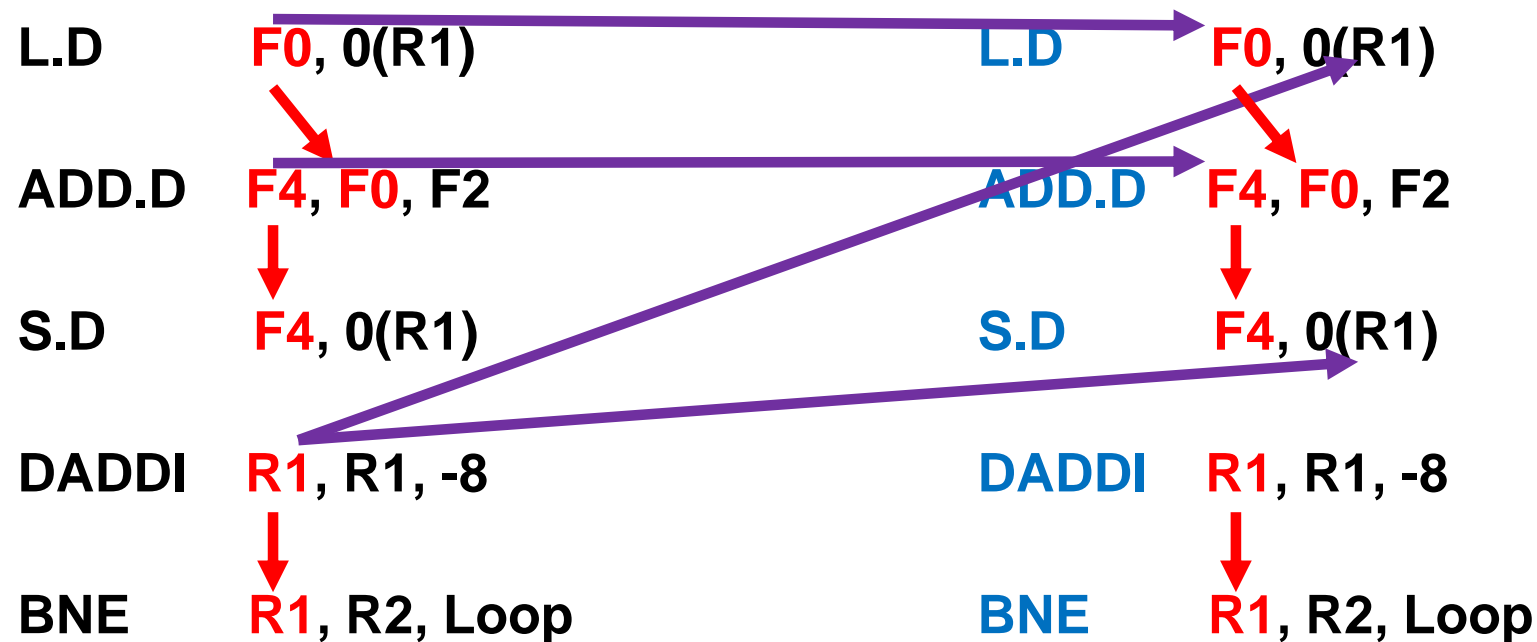 L.D F0, 0(R1) L.D F0, 0(R1)
ADD.D F4, F0, F2 ADD.D F4, F0, F2
S.D F4, 0(R1) S.D F4, 0(R1)
DADDI R1, R1, -8 DADDI R1, R1, -8
BNE R1, R2, Loop BNE R1, R2, Loop